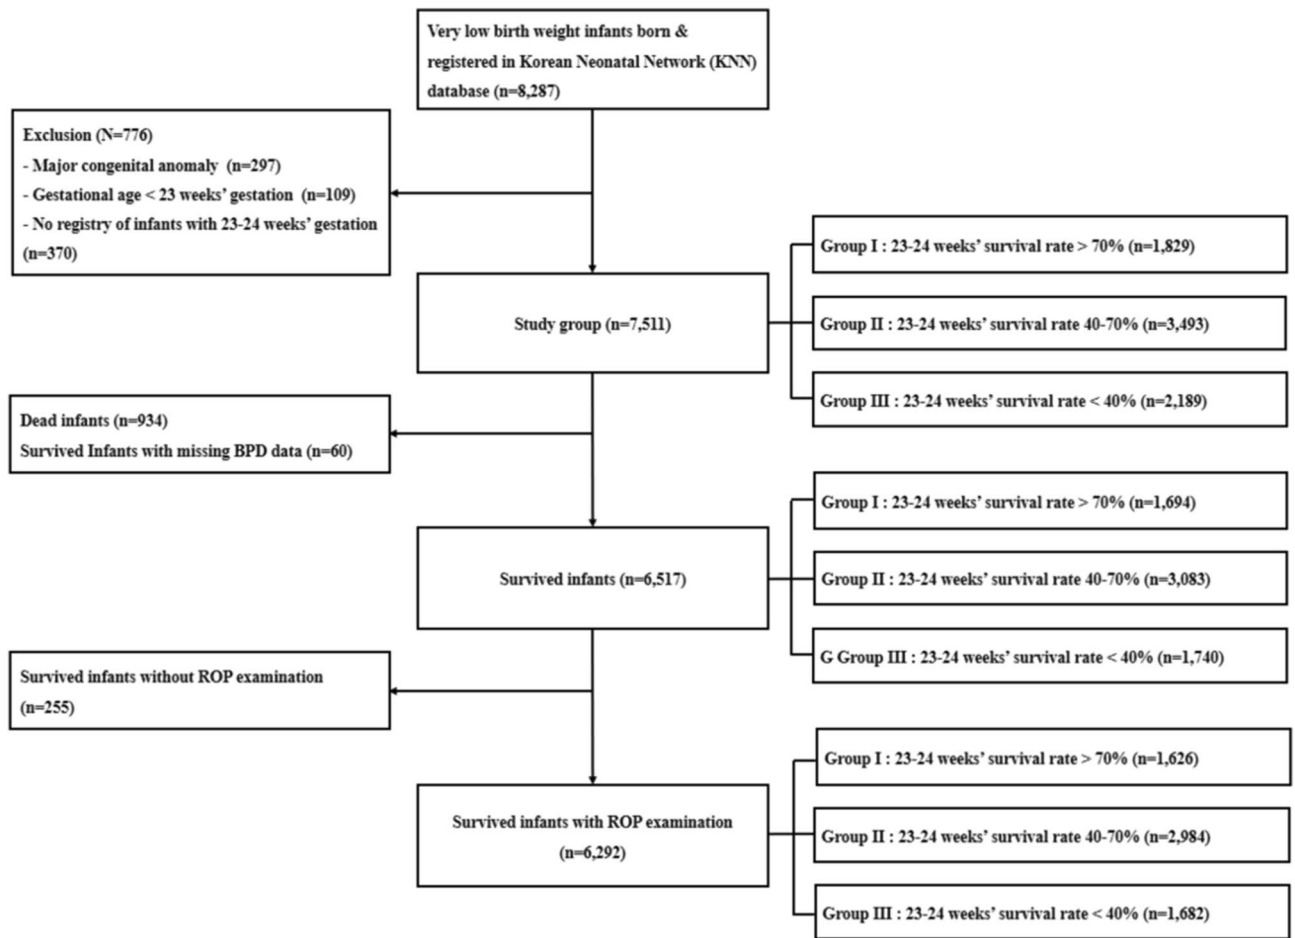 Very low birth weight infants born &
registered in Korean Neonatal Network (KNN)
database (n=8,287)
Exclusion (N=776)
- Major congenital anomaly (n=297)
- Gestational age < 23 weeks’ gestation (n=109)
- No registry of infants with 23-24 weeks’ gestation
(n=370)
Study group (n=7,511)
Group I : 23-24 weeks’ survival rate > 70% (n=1,829)
Group II : 23-24 weeks’ survival rate 40-70% (n=3,493)
Group III : 23-24 weeks’ survival rate < 40% (n=2,189)
Dead infants (n=934)
Survived Infants with missing BPD data (n=60)
Survived infants (n=6,517)
Group I : 23-24 weeks’ survival rate > 70% (n=1,694)
Group II : 23-24 weeks’ survival rate 40-70% (n=3,083)
G Group III : 23-24 weeks’ survival rate < 40% (n=1,740)
Survived infants without ROP examination
(n=255)
Survived infants with ROP examination
(n=6,292)
Group I : 23-24 weeks’ survival rate > 70% (n=1,626)
Group II : 23-24 weeks’ survival rate 40-70% (n=2,984)
Group III : 23-24 weeks’ survival rate < 40% (n=1,682)